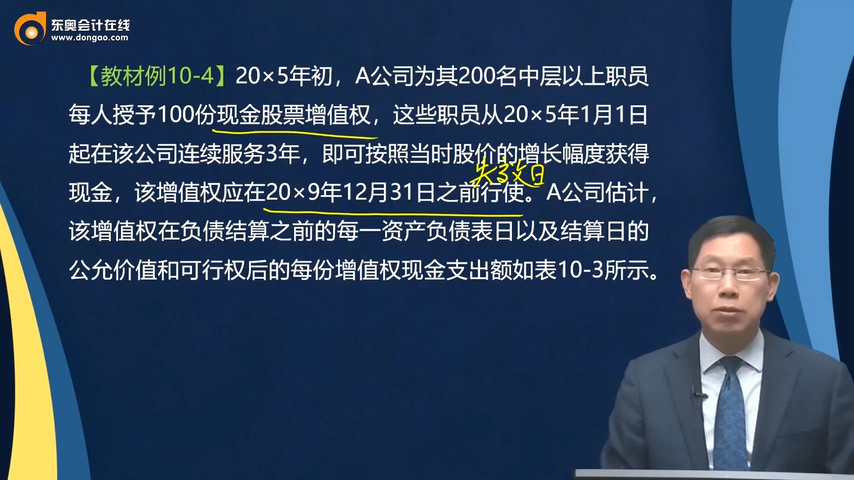 东奥会计在线
www.dongao.com
【教材例10-4】20×5年初，A公司为其200名中层以上职员
每人授予100份现金股票增值权，这些职员从20×5年1月1日
起在该公司连续服务3年，即可按照当时股价的增长幅度获得
失效日
现金，该增值权应在20×9年12月31日之前行使。A公司估计，
该增值权在负债结算之前的每一资产负债表日以及结算日的
公允价值和可行权后的每份增值权现金支出额如表10-3所示。